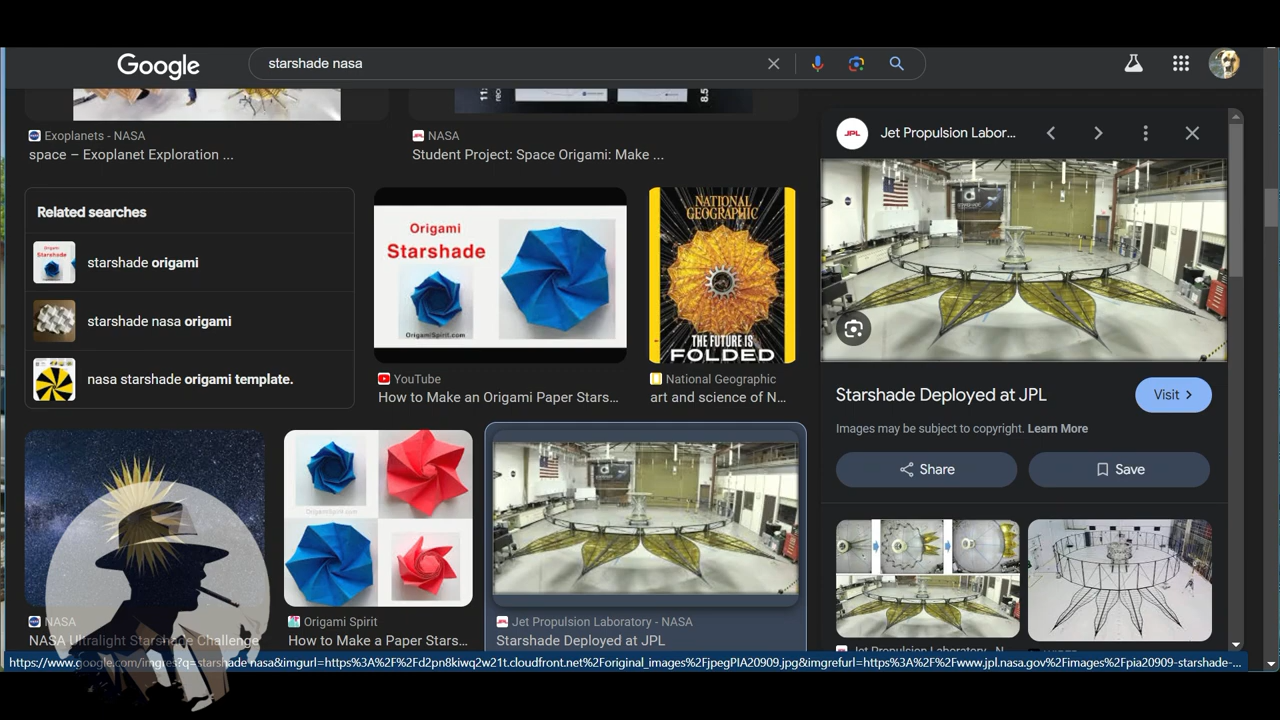 Google
starshade nasa
Exoplanets - NASA
space – Exoplanet Exploration ...
NASA
Student Project: Space Origami: Make ...
11:
8.5
JPL
Jet Propulsion Labor...
Related searches
starshade origami
starshade nasa origami
nasa starshade origami template.
Origami
Starshade
OrigamiSpirit.com
YouTube
How to Make an Origami Paper Stars...
NATIONAL
GEOGRAPHIC
THE FUTURE IS
FOLDED
National Geographic
art and science of N...
Starshade Deployed at JPL
Visit
Images may be subject to copyright. Learn More
Share
Save
NASA
NASA Ultralight Starshade Challenge
Origami Spirit
How to Make a Paper Stars...
Jet Propulsion Laboratory - NASA
Starshade Deployed at JPL
https://www.google.com/imgres?q=starshade nasa&imgurl=https%3A%2F%2Fd2pn8kiwq2w21t.cloudfront.net%2Foriginal_images%2FjpegPIA20909.jpg&imgrefurl=https%3A%2F%2Fwww.jpl.nasa.gov%2Fimages%2Fpia20909-starshade-...